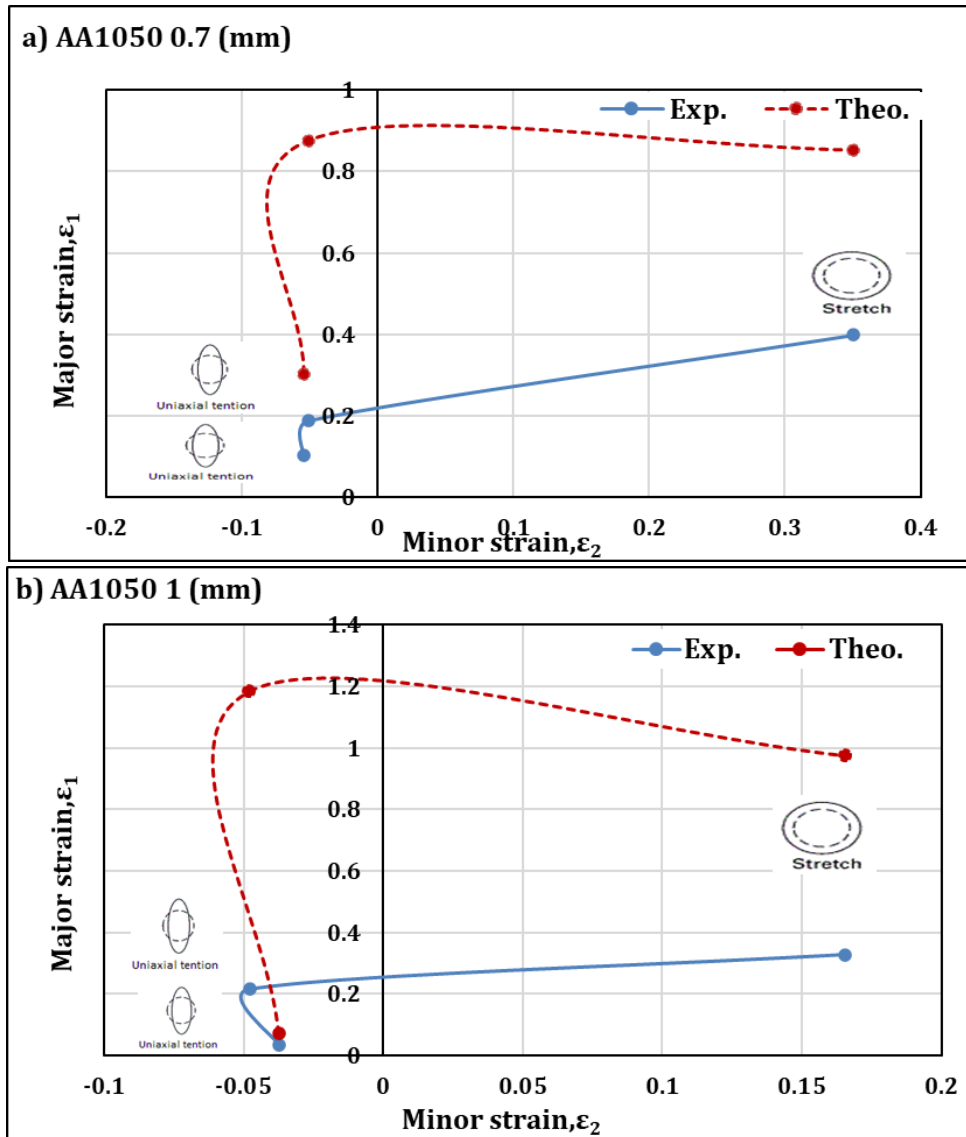 a) AA1050 0.7 (mm)
1
Exp.
Theo.
0.8
0.6
Major strain,ε₁
Stretch
0.4
Uniaxial tention
0.2
Uniaxial tention
0
-0.2
-0.1
0
0.1
0.2
0.3
0.4
Minor strain,ε₂
b) AA1050 1 (mm)
1.4
Exp.
Theo.
1.2
1
0.8
Major strain,ε₁
Stretch
0.6
0.4
Uniaxial tention
0.2
Uniaxial tention
0
-0.1
-0.05
0
0.05
0.1
0.15
0.2
Minor strain,ε₂